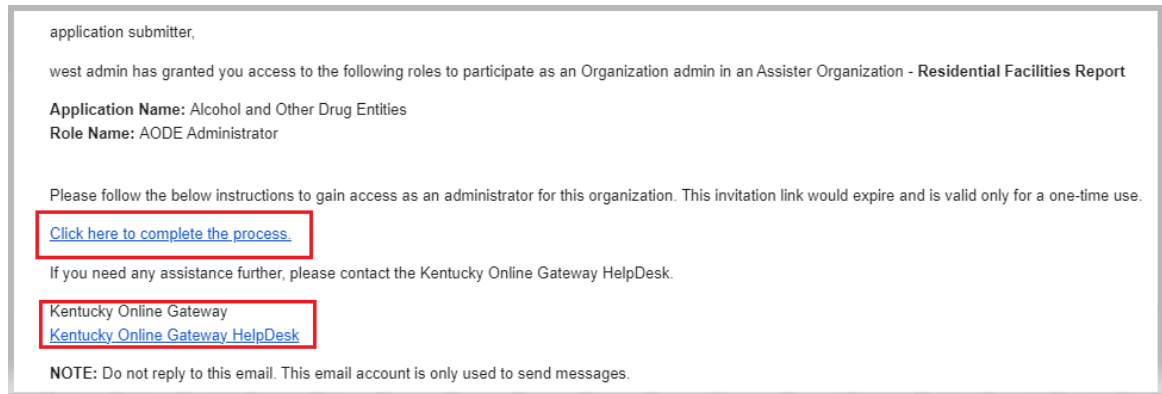 application submitter,
west admin has granted you access to the following roles to participate as an Organization admin in an Assister Organization - Residential Facilities Report
Application Name: Alcohol and Other Drug Entities
Role Name: AODE Administrator
Please follow the below instructions to gain access as an administrator for this organization. This invitation link would expire and is valid only for a one-time use.
Click here to complete the process.
If you need any assistance further, please contact the Kentucky Online Gateway HelpDesk.
Kentucky Online Gateway
Kentucky Online Gateway HelpDesk
NOTE: Do not reply to this email. This email account is only used to send messages.